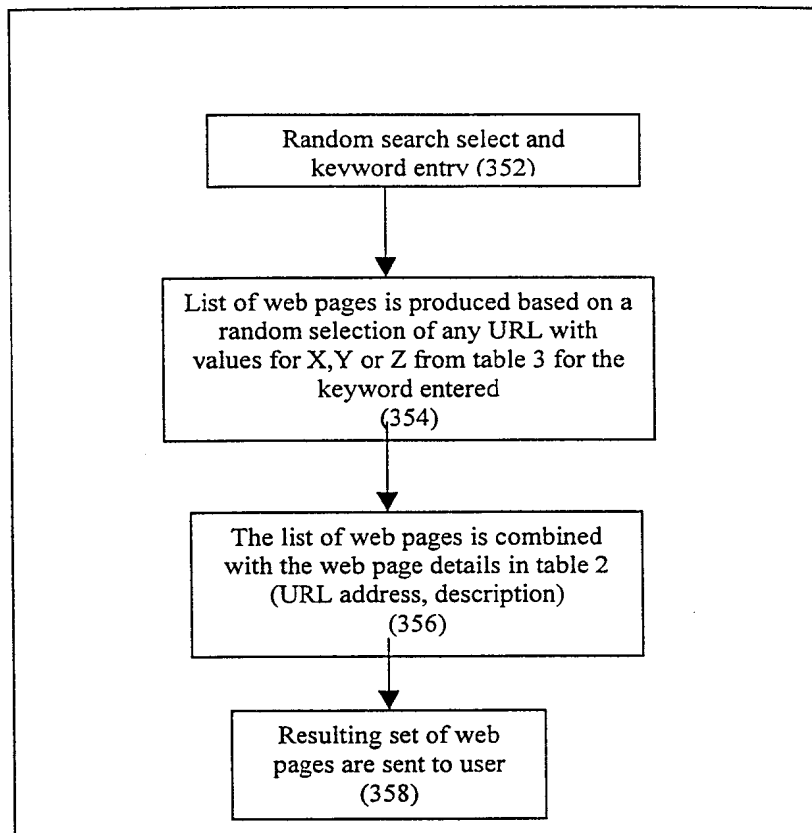 Random search select and
keyword entry (352)
List of web pages is produced based on a
random selection of any URL with
values for X,Y or Z from table 3 for the
keyword entered
(354)
The list of web pages is combined
with the web page details in table 2
(URL address, description)
(356)
Resulting set of web
pages are sent to user
(358)